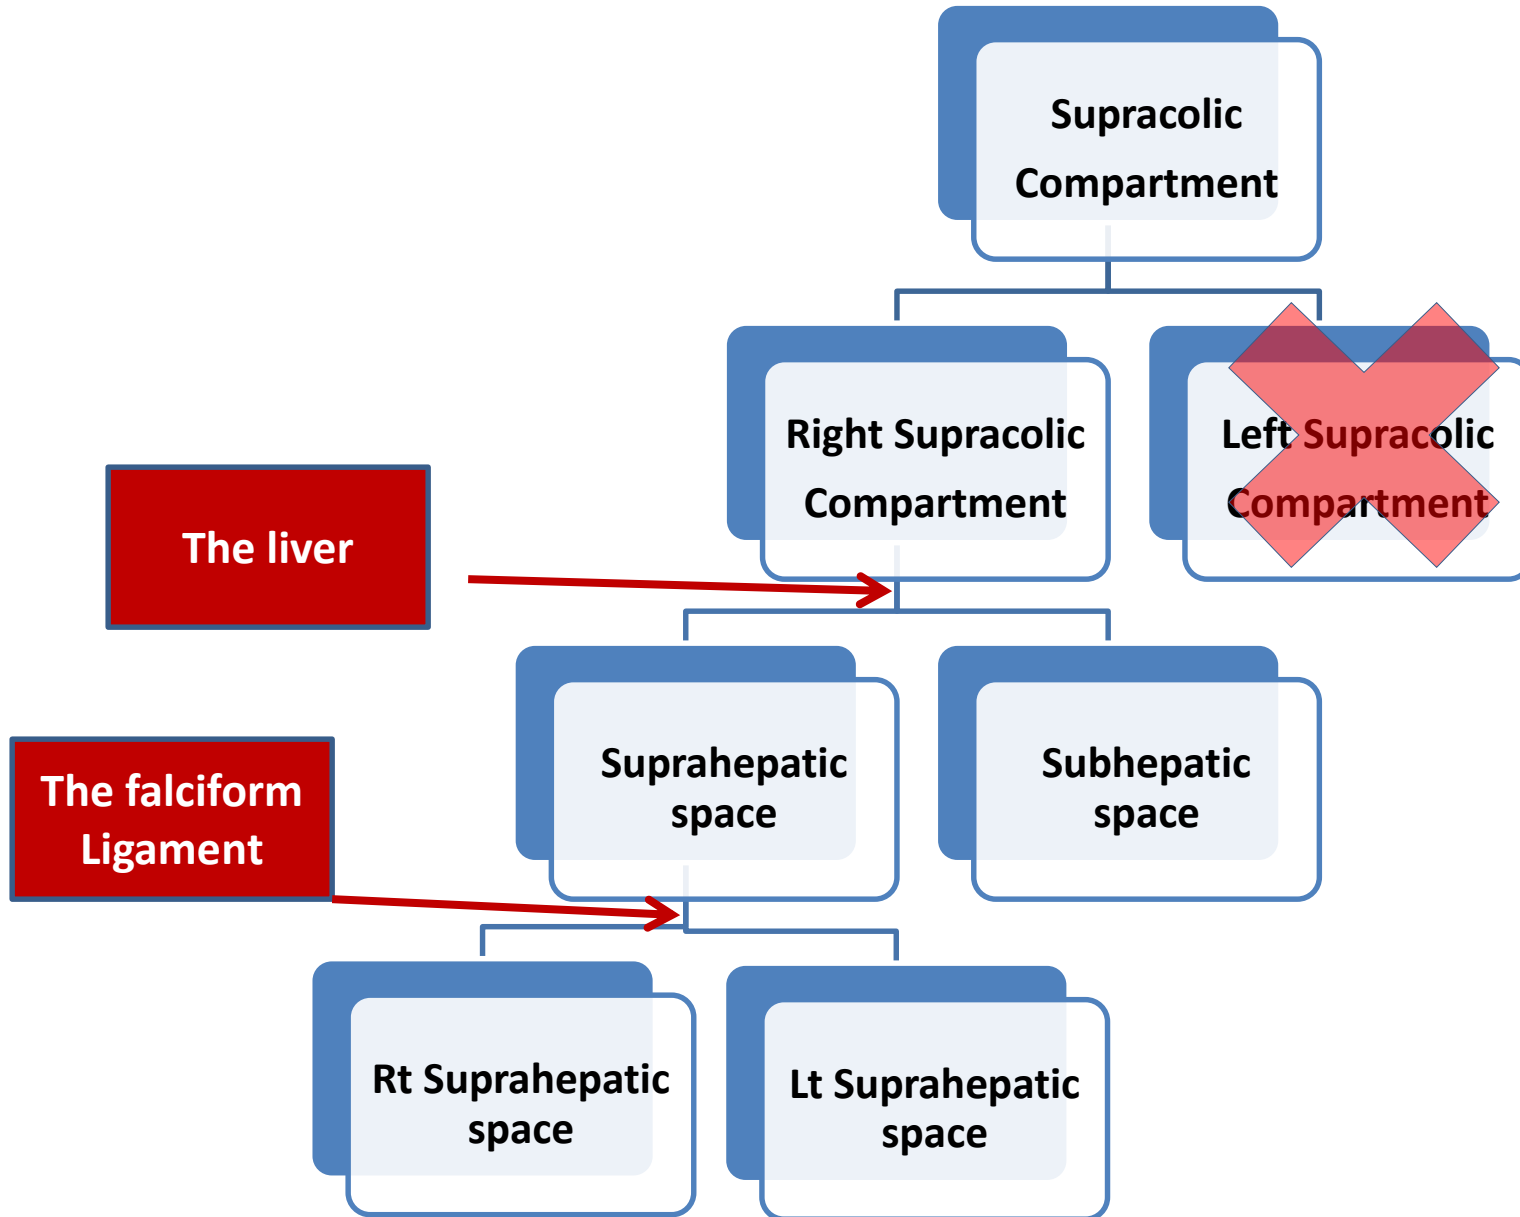 Supracolic
Compartment
Right Supracolic
Compartment
Left Supracolic
Compartment
The liver
Suprahepatic
space
Subhepatic
space
The falciform
Ligament
Rt Suprahepatic
space
Lt Suprahepatic
space